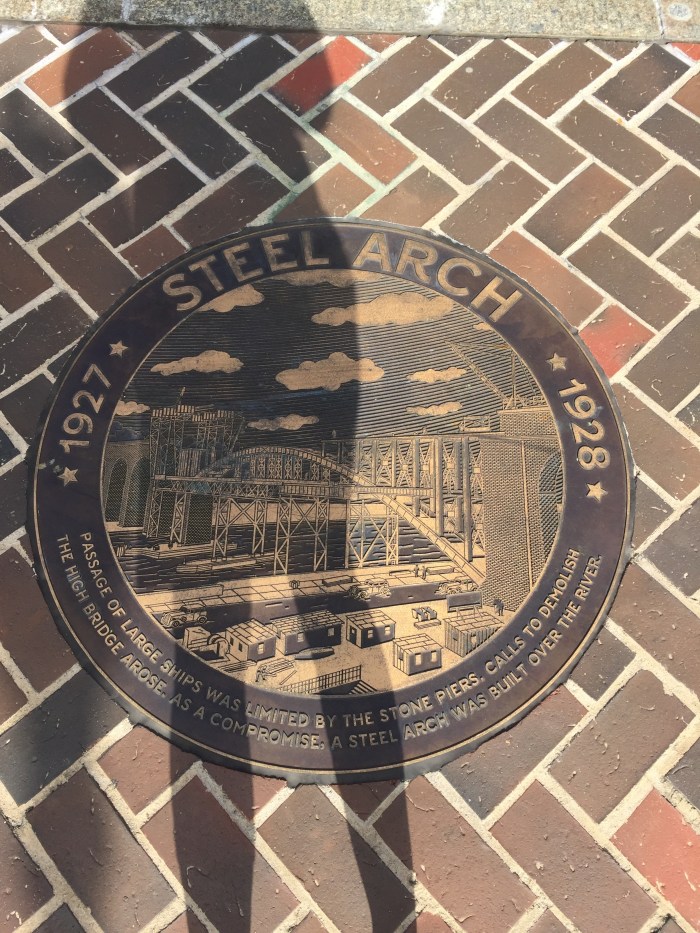 STEEL ARCH
1927
1928
PASSAGE OF LARGE SHIPS WAS LIMITED BY THE STONE PIERS. CALLS TO DEMOLISH
THE HIGH BRIDGE AROSE. AS A COMPROMISE, A STEEL ARCH WAS BUILT OVER THE RIVER.